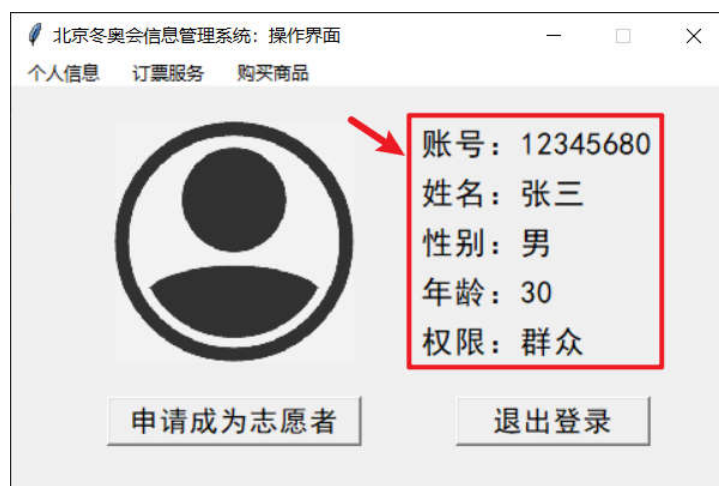 北京冬奥会信息管理系统：操作界面
个人信息 订票服务 购买商品
账号：12345680
姓名：张三
性别：男
年龄：30
权限：群众
申请成为志愿者 退出登录